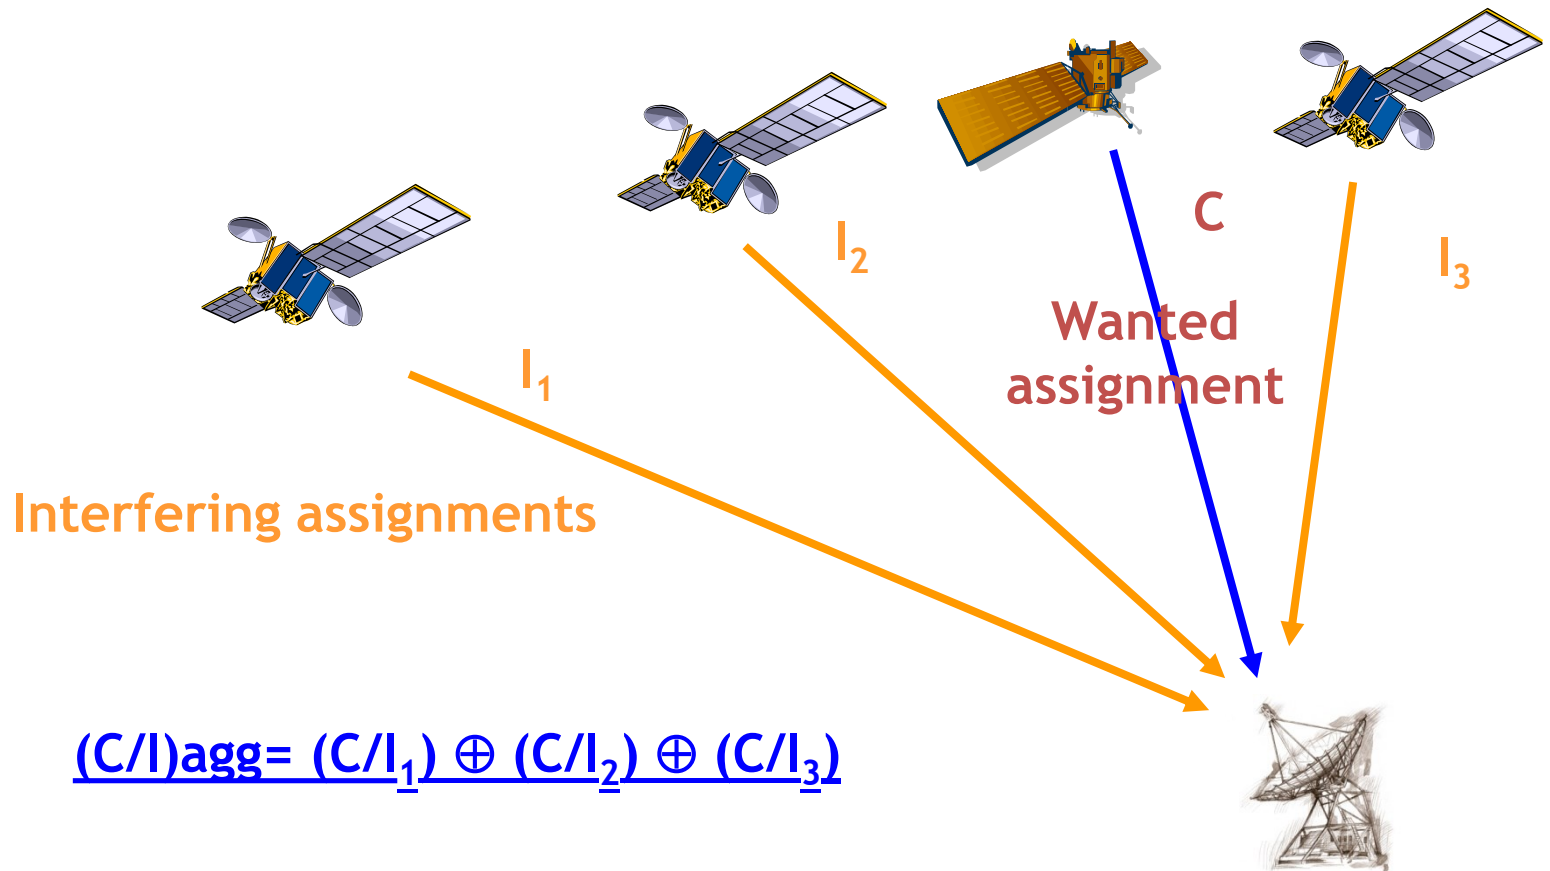 C
I₂
I₃
Wanted
assignment
I₁
Interfering assignments
(C/I)agg= (C/I₁) ⊕ (C/I₂) ⊕ (C/I₃)